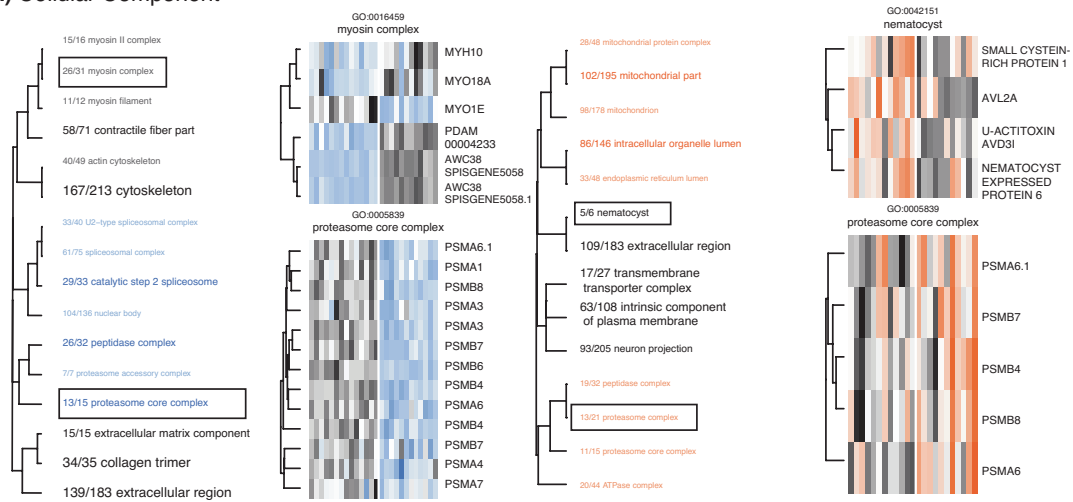 Cellular Component
15/16 myosin II complex
26/31 myosin complex
11/12 myosin filament
58/71 contractile fiber part
40/49 actin cytoskeleton
167/213 cytoskeleton
33/40 U2-type spliceosomal complex
61/75 spliceosomal complex
29/33 catalytic step 2 spliceosome
104/136 nuclear body
26/32 peptidase complex
7/7 proteasome accessory complex
13/15 proteasome core complex
15/15 extracellular matrix component
34/35 collagen trimer
139/183 extracellular region
GO:0016459
myosin complex
MYH10
MYO18A
MYO1E
PDAM
00004233
AWC38
SPISGENE5058
AWC38
SPISGENE5058.1
GO:0005839
proteasome core complex
PSMA6.1
PSMA1
PSMB8
PSMA3
PSMA3
PSMB7
PSMB6
PSMB4
PSMA6
PSMB4
PSMB7
PSMA4
PSMA7
28/48 mitochondrial protein complex
102/195 mitochondrial part
98/178 mitochondrion
86/146 intracellular organelle lumen
33/48 endoplasmic reticulum lumen
5/6 nematocyst
109/183 extracellular region
17/27 transmembrane
transporter complex
63/108 intrinsic component
of plasma membrane
93/205 neuron projection
19/32 peptidase complex
13/21 proteasome complex
11/15 proteasome core complex
20/44 ATPase complex
GO:0042151
nematocyst
SMALL CYSTEIN-
RICH PROTEIN 1
AVL2A
U-ACTITOXIN
AVD3I
NEMATOCYST
EXPRESSED
PROTEIN 6
GO:0005839
proteasome core complex
PSMA6.1
PSMB7
PSMB4
PSMB8
PSMA6